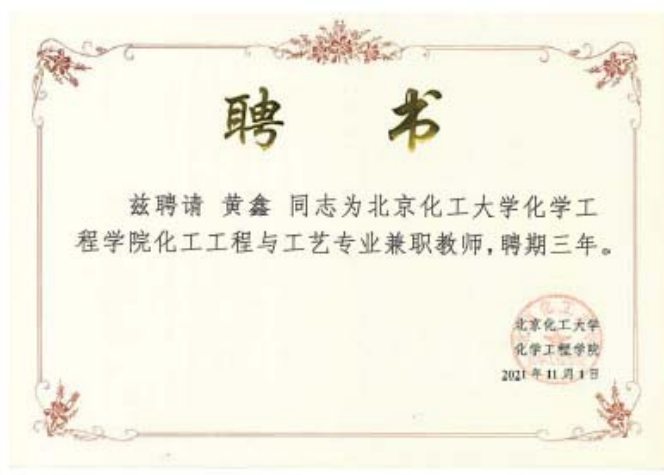 聘 书
兹聘请 黄鑫 同志为北京化工大学化学工
程学院化工工程与工艺专业兼职教师,聘期三年。
北京化工大学
化学工程学院
2021年11月1日